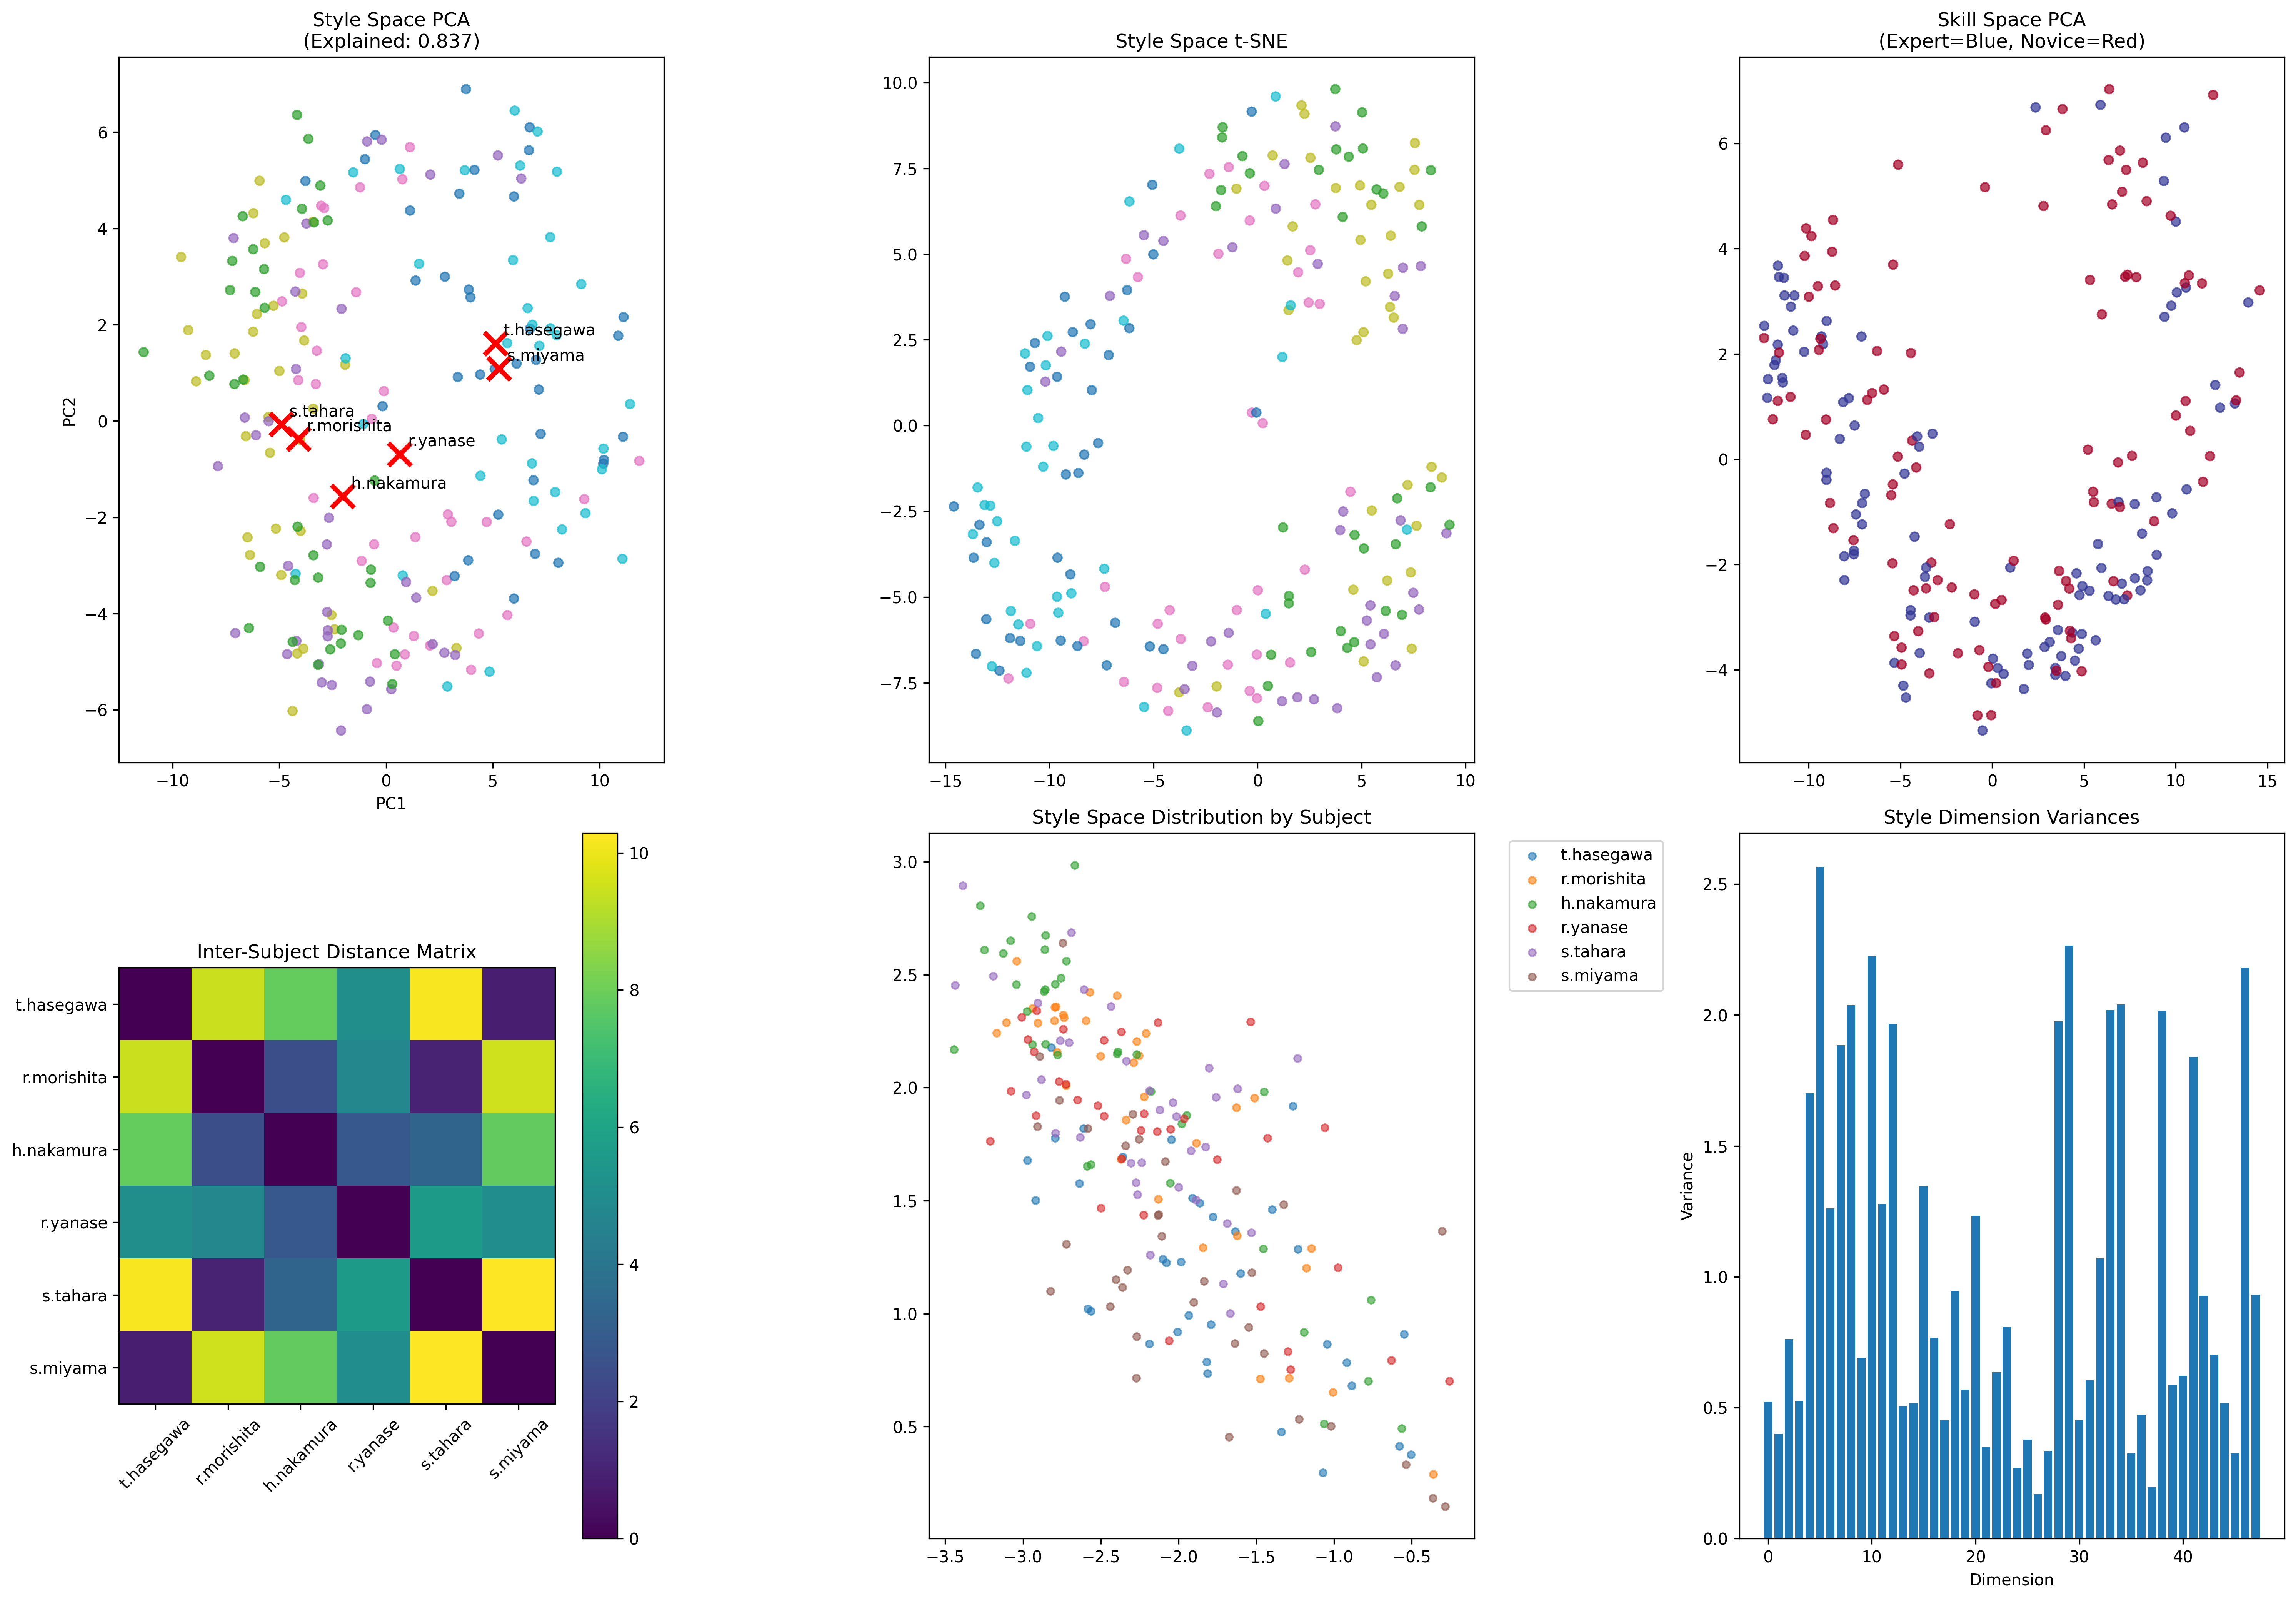 Style Space PCA
(Explained: 0.837)
6
4
2
0
−2
−4
−6
PC2
t.hasegawa
s.miyama
s.tahara
r.morishita
r.yanase
h.nakamura
−10
−5
0
5
10
PC1
Style Space t-SNE
10.0
7.5
5.0
2.5
0.0
−2.5
−5.0
−7.5
−15
−10
−5
0
5
10
Skill Space PCA
(Expert=Blue, Novice=Red)
6
4
2
0
−2
−4
−10
−5
0
5
10
15
Inter-Subject Distance Matrix
t.hasegawa
r.morishita
h.nakamura
r.yanase
s.tahara
s.miyama
t.hasegawa
r.morishita
h.nakamura
r.yanase
s.tahara
s.miyama
10
8
6
4
2
0
Style Space Distribution by Subject
3.0
2.5
2.0
1.5
1.0
0.5
−3.5
−3.0
−2.5
−2.0
−1.5
−1.0
−0.5
t.hasegawa
r.morishita
h.nakamura
r.yanase
s.tahara
s.miyama
Style Dimension Variances
2.5
2.0
1.5
1.0
0.5
0.0
Variance
0
10
20
30
40
Dimension